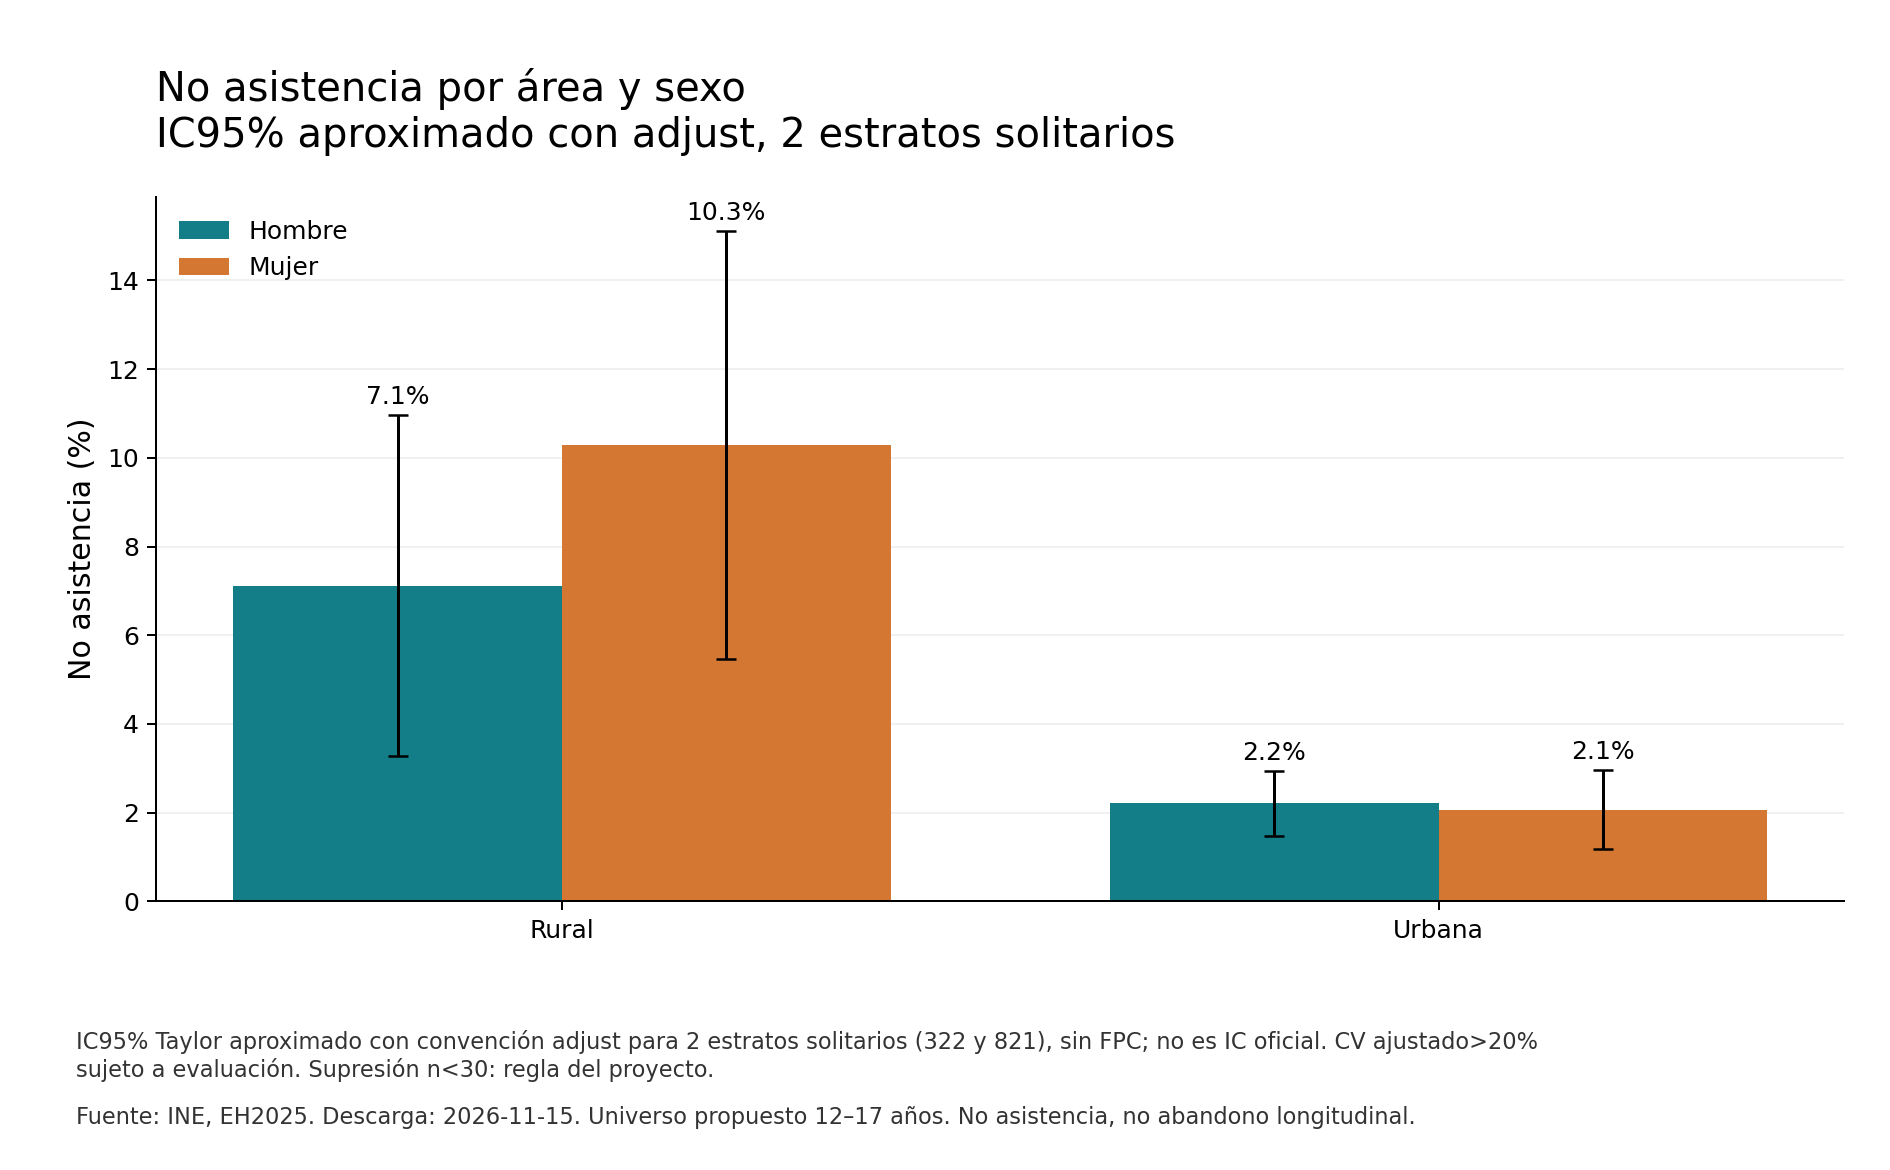 No asistencia por área y sexo
IC95% aproximado con adjust, 2 estratos solitarios
Hombre
Mujer
No asistencia (%)
14
12
10
8
6
4
2
0
7.1%
10.3%
2.2%
2.1%
Rural
Urbana
IC95% Taylor aproximado con convención adjust para 2 estratos solitarios (322 y 821), sin FPC; no es IC oficial. CV ajustado>20%
sujeto a evaluación. Supresión n<30: regla del proyecto.
Fuente: INE, EH2025. Descarga: 2026-11-15. Universo propuesto 12–17 años. No asistencia, no abandono longitudinal.